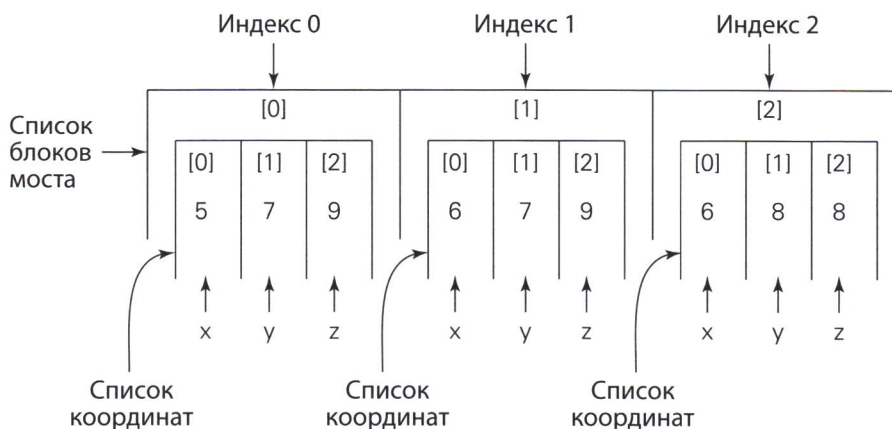 Индекс 0 Индекс 1 Индекс 2
[0] [1] [2]
Список
блоков
моста
[0] [1] [2] [0] [1] [2] [0] [1] [2]
5 7 9 6 7 9 6 8 8
x y z x y z x y z
Список Список Список
координат координат координат